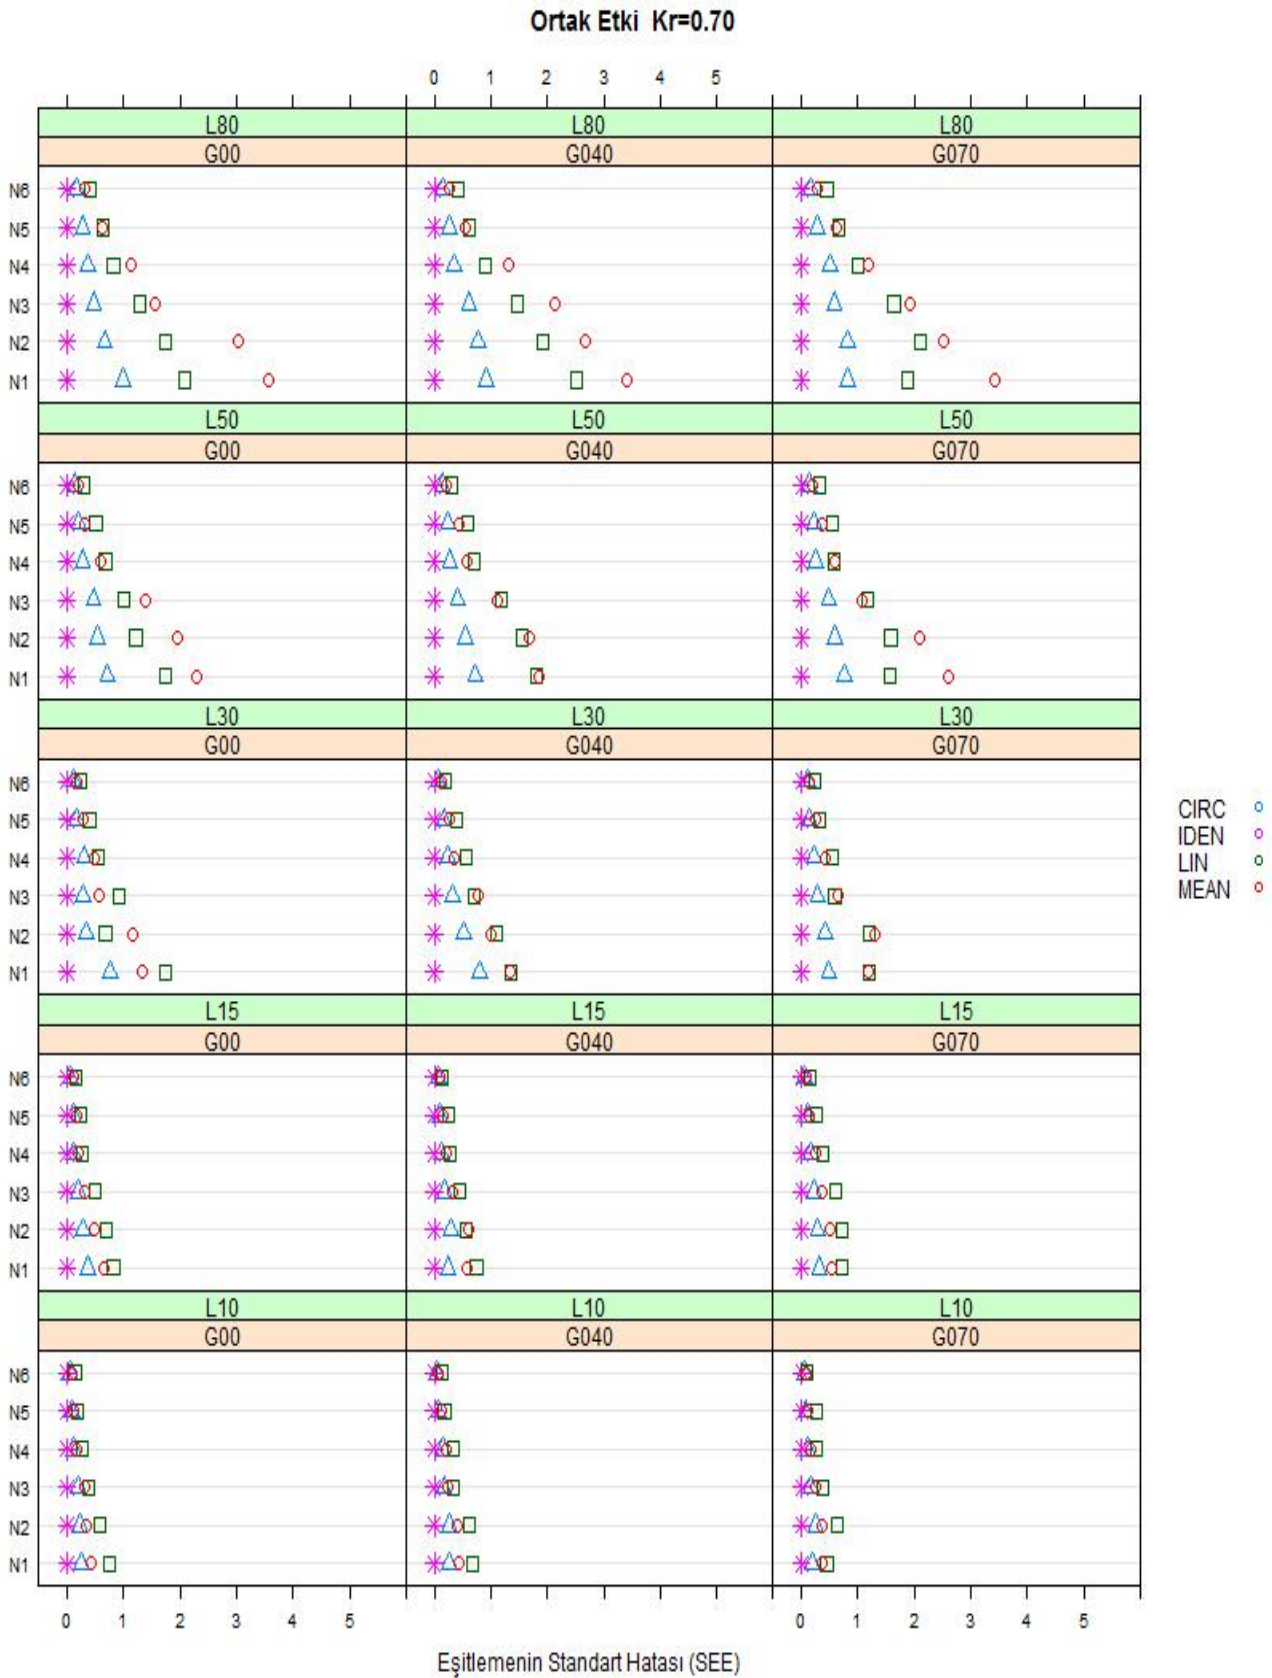 Ortak Etki Kr=0.70
0 1 2 3 4 5
L80 L80 L80
G00 G040 G070
N6
N5
N4
N3
N2
N1
L50 L50 L50
G00 G040 G070
N6
N5
N4
N3
N2
N1
L30 L30 L30
G00 G040 G070
N6
N5
N4
N3
N2
N1
CIRC
IDEN
LIN
MEAN
L15 L15 L15
G00 G040 G070
N6
N5
N4
N3
N2
N1
L10 L10 L10
G00 G040 G070
N6
N5
N4
N3
N2
N1
0 1 2 3 4 5 0 1 2 3 4 5
Eşitlemenin Standart Hatası (SEE)